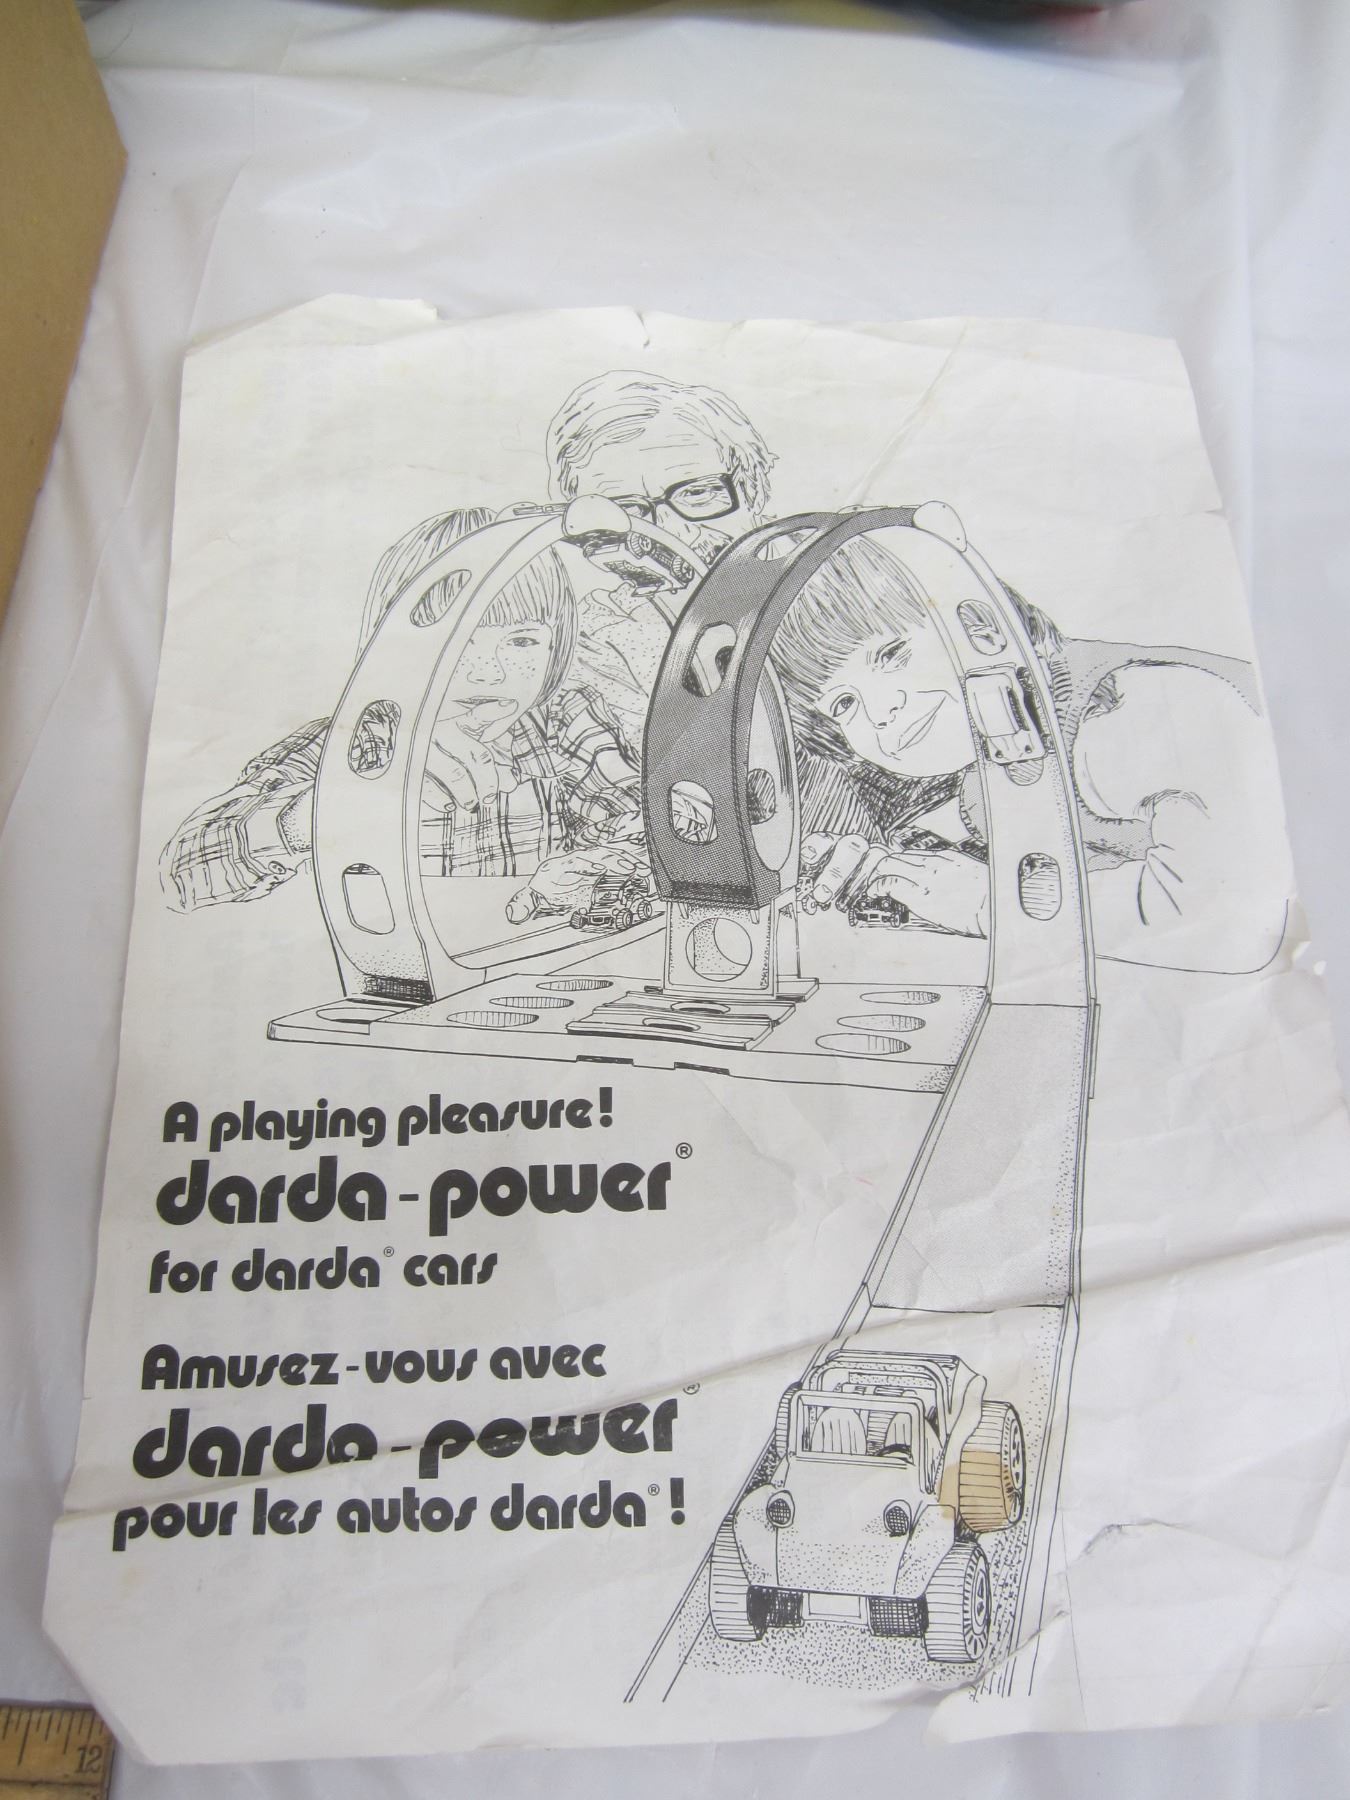 A playing pleasure!
darda-power®
for darda® cars
Amusez-vous avec
darda-power®
pour les autos darda®!
12